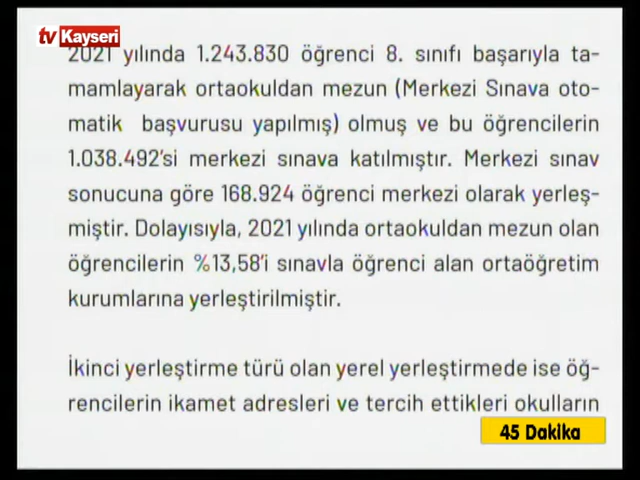 tv Kayseri
2021 yılında 1.243.830 öğrenci 8. sınıfı başarıyla ta-
mamlayarak ortaokuldan mezun (Merkezi Sınava oto-
matik başvurusu yapılmış) olmuş ve bu öğrencilerin
1.038.492'si merkezi sınava katılmıştır. Merkezi sınav
sonucuna göre 168.924 öğrenci merkezi olarak yerleş-
miştir. Dolayısıyla, 2021 yılında ortaokuldan mezun olan
öğrencilerin %13,58'i sınavla öğrenci alan ortaöğretim
kurumlarına yerleştirilmiştir.
İkinci yerleştirme türü olan yerel yerleştirmede ise öğ-
rencilerin ikamet adresleri ve tercih ettikleri okulların
45 Dakika